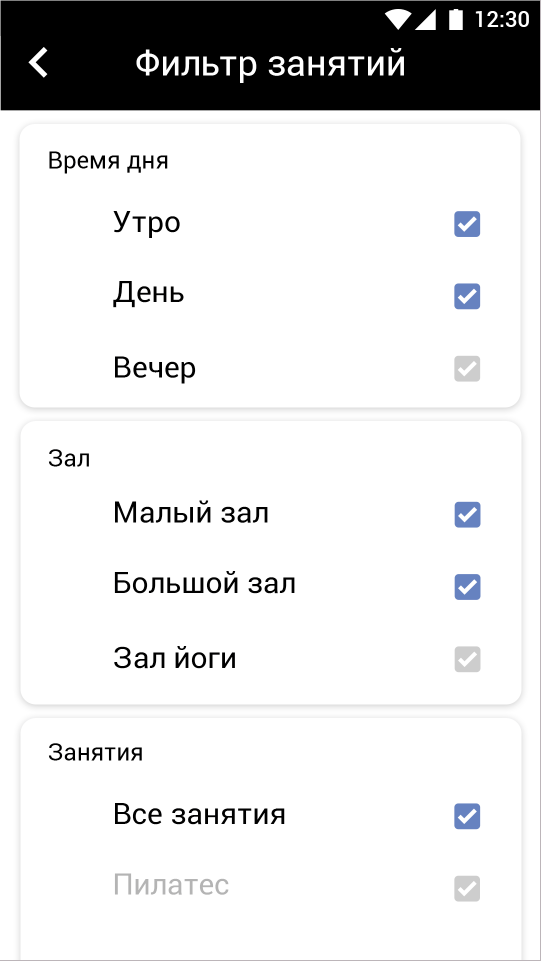 12:30
Фильтр занятий
Время дня
Утро
День
Вечер
Зал
Малый зал
Большой зал
Зал йоги
Занятия
Все занятия
Пилатес